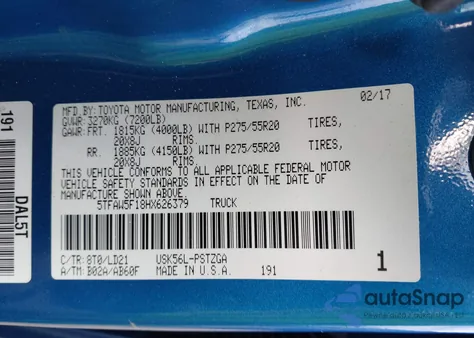 MFD.BY:TOYOTA MOTOR MANUFACTURING, TEXAS, INC. 02/17
GVWR:3270KG (7200LB)
GAWR: FRT. 1815KG (4000LB) WITH P275/55R20 TIRES,
20X8J RIMS
RR. 1885KG (4150LB) WITH P275/55R20 TIRES,
20X8J RIMS.
THIS VEHICLE CONFORMS TO ALL APPLICABLE FEDERAL MOTOR
VEHICLE SAFETY STANDARDS IN EFFECT ON THE DATE OF
MANUFACTURE SHOWN ABOVE.
5TFAW5F18HX626379 TRUCK
C/TR: 8T0/LD21 USK56L-PSTZGA
A/TM: B02A/AB60F MADE IN U.S.A. 191 1
191
DAL5T
autoSnap